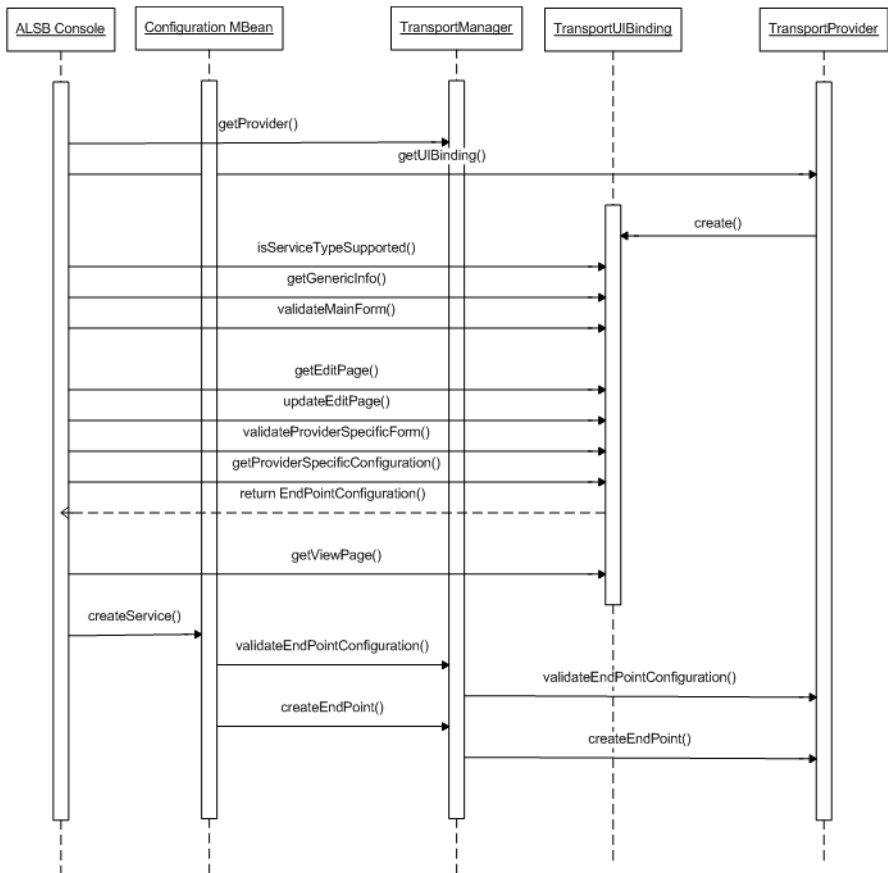 ALSB Console
Configuration MBean
TransportManager
TransportUIBinding
TransportProvider
getProvider()
getUIBinding()
create()
isServiceTypeSupported()
getGenericInfo()
validateMainForm()
getEditPage()
updateEditPage()
validateProviderSpecificForm()
getProviderSpecificConfiguration()
return EndPointConfiguration()
getViewPage()
createService()
validateEndPointConfiguration()
validateEndPointConfiguration()
createEndPoint()
createEndPoint()